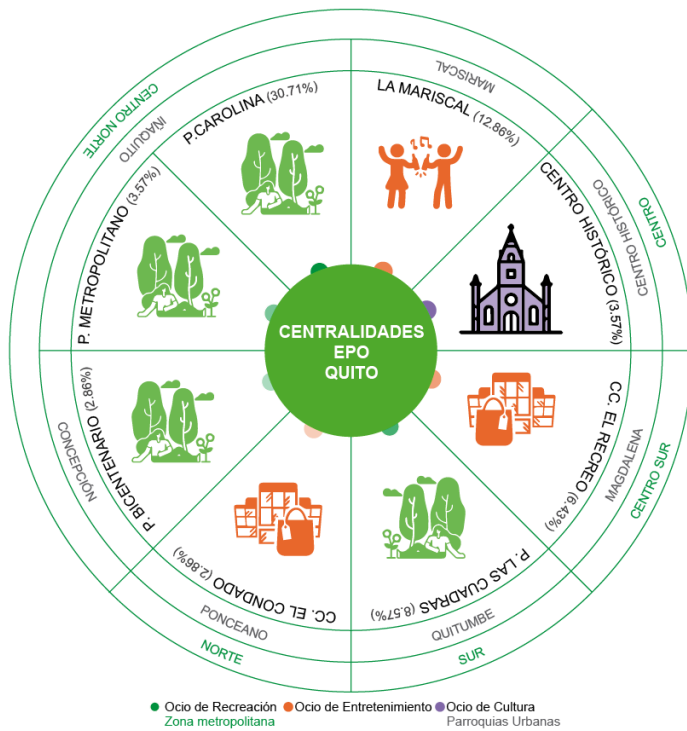 CENTRO NORTE
IÑAQUITO
P.CAROLINA (30.71%)
MARISCAL
LA MARISCAL (12.86%)
CENTRO
CENTRO HISTÓRICO
CENTRO HISTÓRICO (3.57%)
P. METROPOLITANO (3.57%)
CENTRALIDADES
EPO
QUITO
CONCEPCIÓN
P. BICENTENARIO (2.86%)
CC. EL RECREO (6.43%)
MAGDALENA
CENTRO SUR
CC. EL CONDADO (2.86%)
PONCEANO
NORTE
P. LAS CUADRAS (8.57%)
QUITUMBE
SUR
Ocio de Recreación Ocio de Entretenimiento Ocio de Cultura
Zona metropolitana Parroquias Urbanas